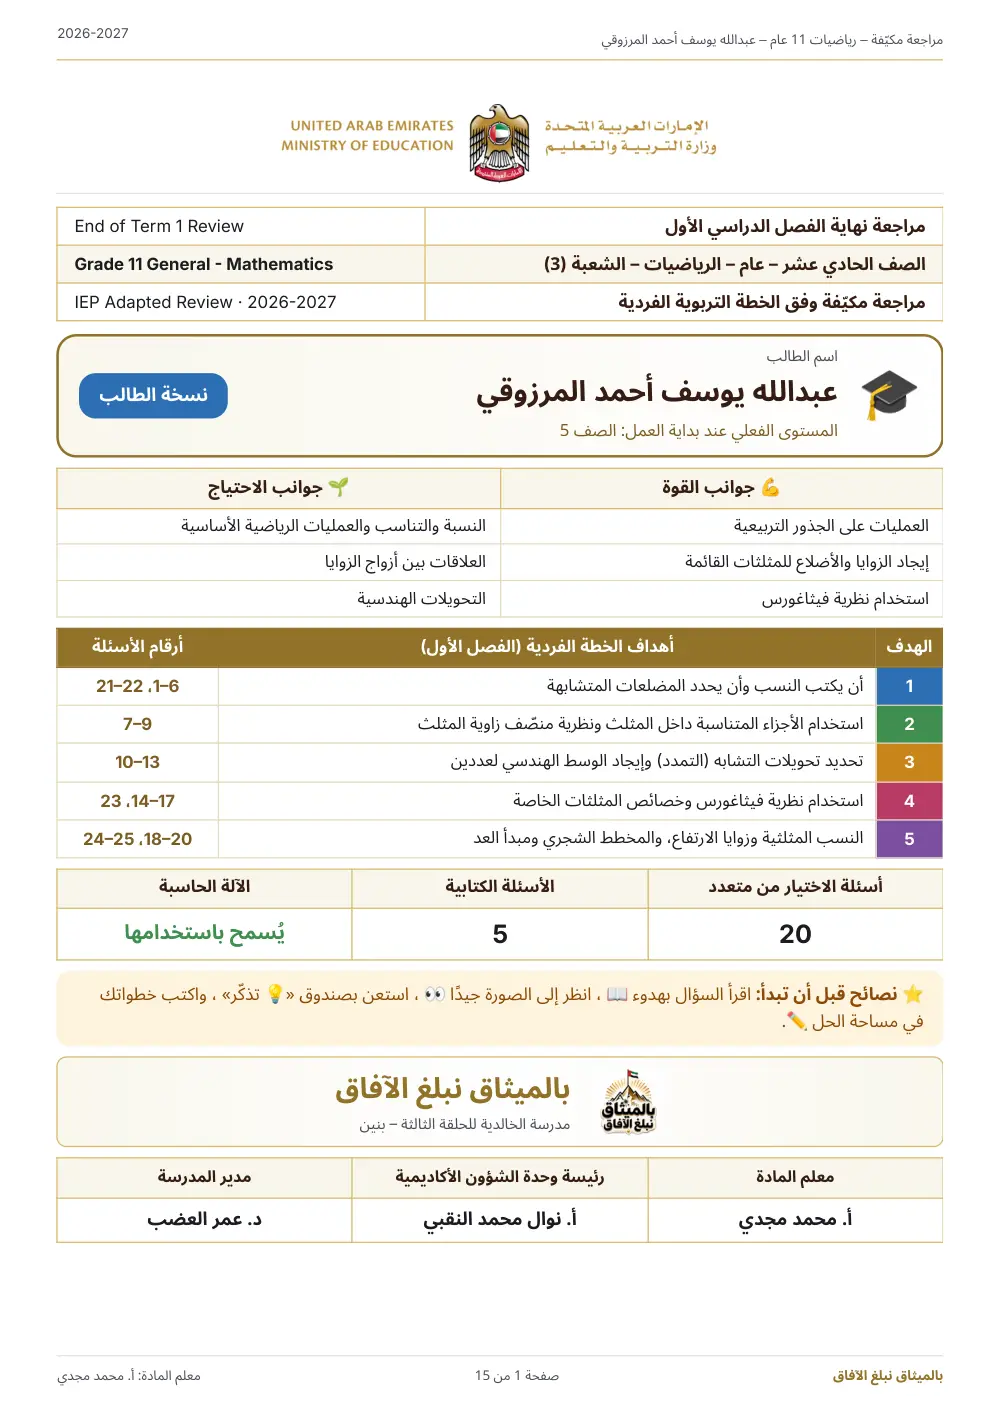 مراجعة مكيّفة – رياضيات 11 عام – عبدالله يوسف أحمد المرزوقي
2026-2027
الإمارات العربية المتحدة
وزارة التربية والتعليم
UNITED ARAB EMIRATES
MINISTRY OF EDUCATION
مراجعة نهاية الفصل الدراسي الأول
End of Term 1 Review
الصف الحادي عشر – عام – الرياضيات – الشعبة (3)
Grade 11 General - Mathematics
مراجعة مكيّفة وفق الخطة التربوية الفردية
IEP Adapted Review · 2026-2027
اسم الطالب
عبدالله يوسف أحمد المرزوقي
المستوى الفعلي عند بداية العمل: الصف 5
نسخة الطالب
💪 جوانب القوة
🌱 جوانب الاحتياج
العمليات على الجذور التربيعية
النسبة والتناسب والعمليات الرياضية الأساسية
إيجاد الزوايا والأضلاع للمثلثات القائمة
العلاقات بين أزواج الزوايا
استخدام نظرية فيثاغورس
التحويلات الهندسية
الهدف
أهداف الخطة الفردية (الفصل الأول)
أرقام الأسئلة
1
أن يكتب النسب وأن يحدد المضلعات المتشابهة
1–6، 21–22
2
استخدام الأجزاء المتناسبة داخل المثلث ونظرية منصّف زاوية المثلث
7–9
3
تحديد تحويلات التشابه (التمدد) وإيجاد الوسط الهندسي لعددين
10–13
4
استخدام نظرية فيثاغورس وخصائص المثلثات الخاصة
14–17، 23
5
النسب المثلثية وزوايا الارتفاع، والمخطط الشجري ومبدأ العد
18–20، 24–25
أسئلة الاختيار من متعدد
الأسئلة الكتابية
الآلة الحاسبة
20
5
يُسمح باستخدامها
⭐ نصائح قبل أن تبدأ: اقرأ السؤال بهدوء 📖 ، انظر إلى الصورة جيدًا 👀 ، استعن بصندوق «💡 تذكّر» ، واكتب خطواتك
في مساحة الحل ✏️.
بالميثاق
نبلغ الآفاق
بالميثاق نبلغ الآفاق
مدرسة الخالدية للحلقة الثالثة – بنين
معلم المادة
رئيسة وحدة الشؤون الأكاديمية
مدير المدرسة
أ. محمد مجدي
أ. نوال محمد النقبي
د. عمر العضب
بالميثاق نبلغ الآفاق
صفحة 1 من 15
معلم المادة: أ. محمد مجدي